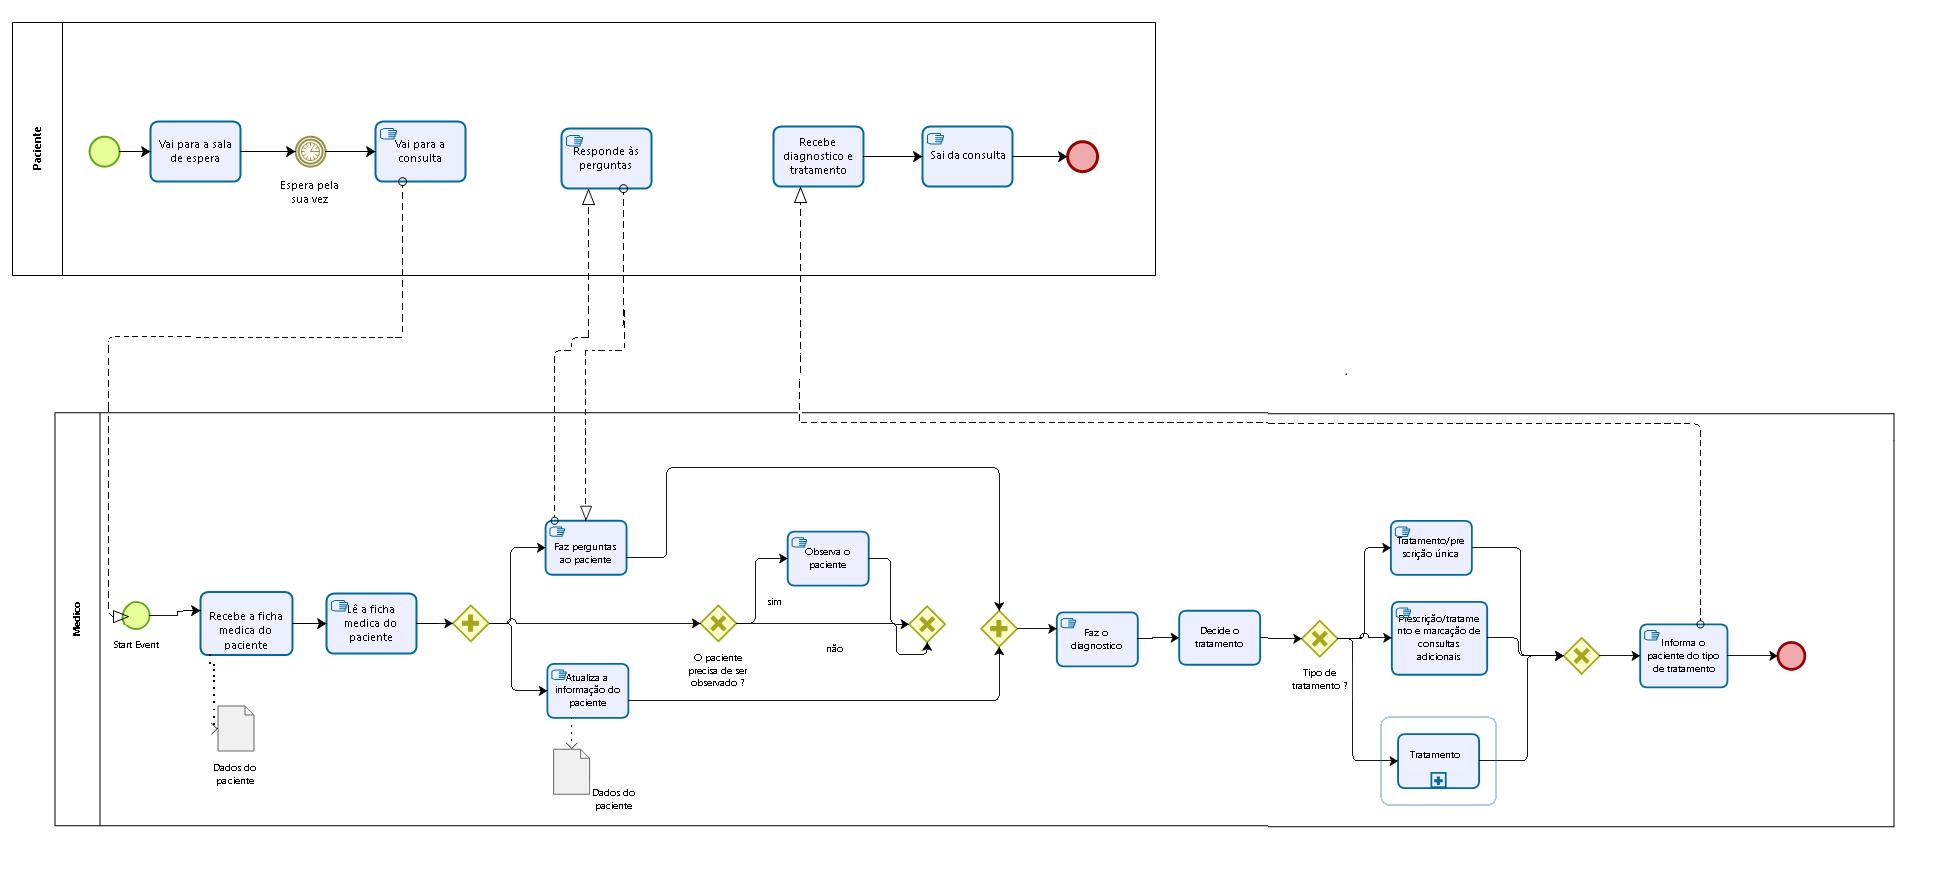 Paciente
Vai para a sala
de espera
Espera pela
sua vez
Vai para a
consulta
Responde às
perguntas
Recebe
diagnostico e
tratamento
Sai da consulta
Medico
Start Event
Recebe a ficha
medica do
paciente
Dados do
paciente
Lê a ficha
medica do
paciente
Faz perguntas
ao paciente
Atualiza a
informação do
paciente
Dados do
paciente
O paciente
precisa de ser
observado ?
sim
não
Observa o
paciente
Faz o
diagnostico
Decide o
tratamento
Tipo de
tratamento ?
Tratamento/pre
scrição única
Prescrição/tratame
nto e marcação de
consultas
adicionais
Tratamento
Informa o
paciente do tipo
de tratamento